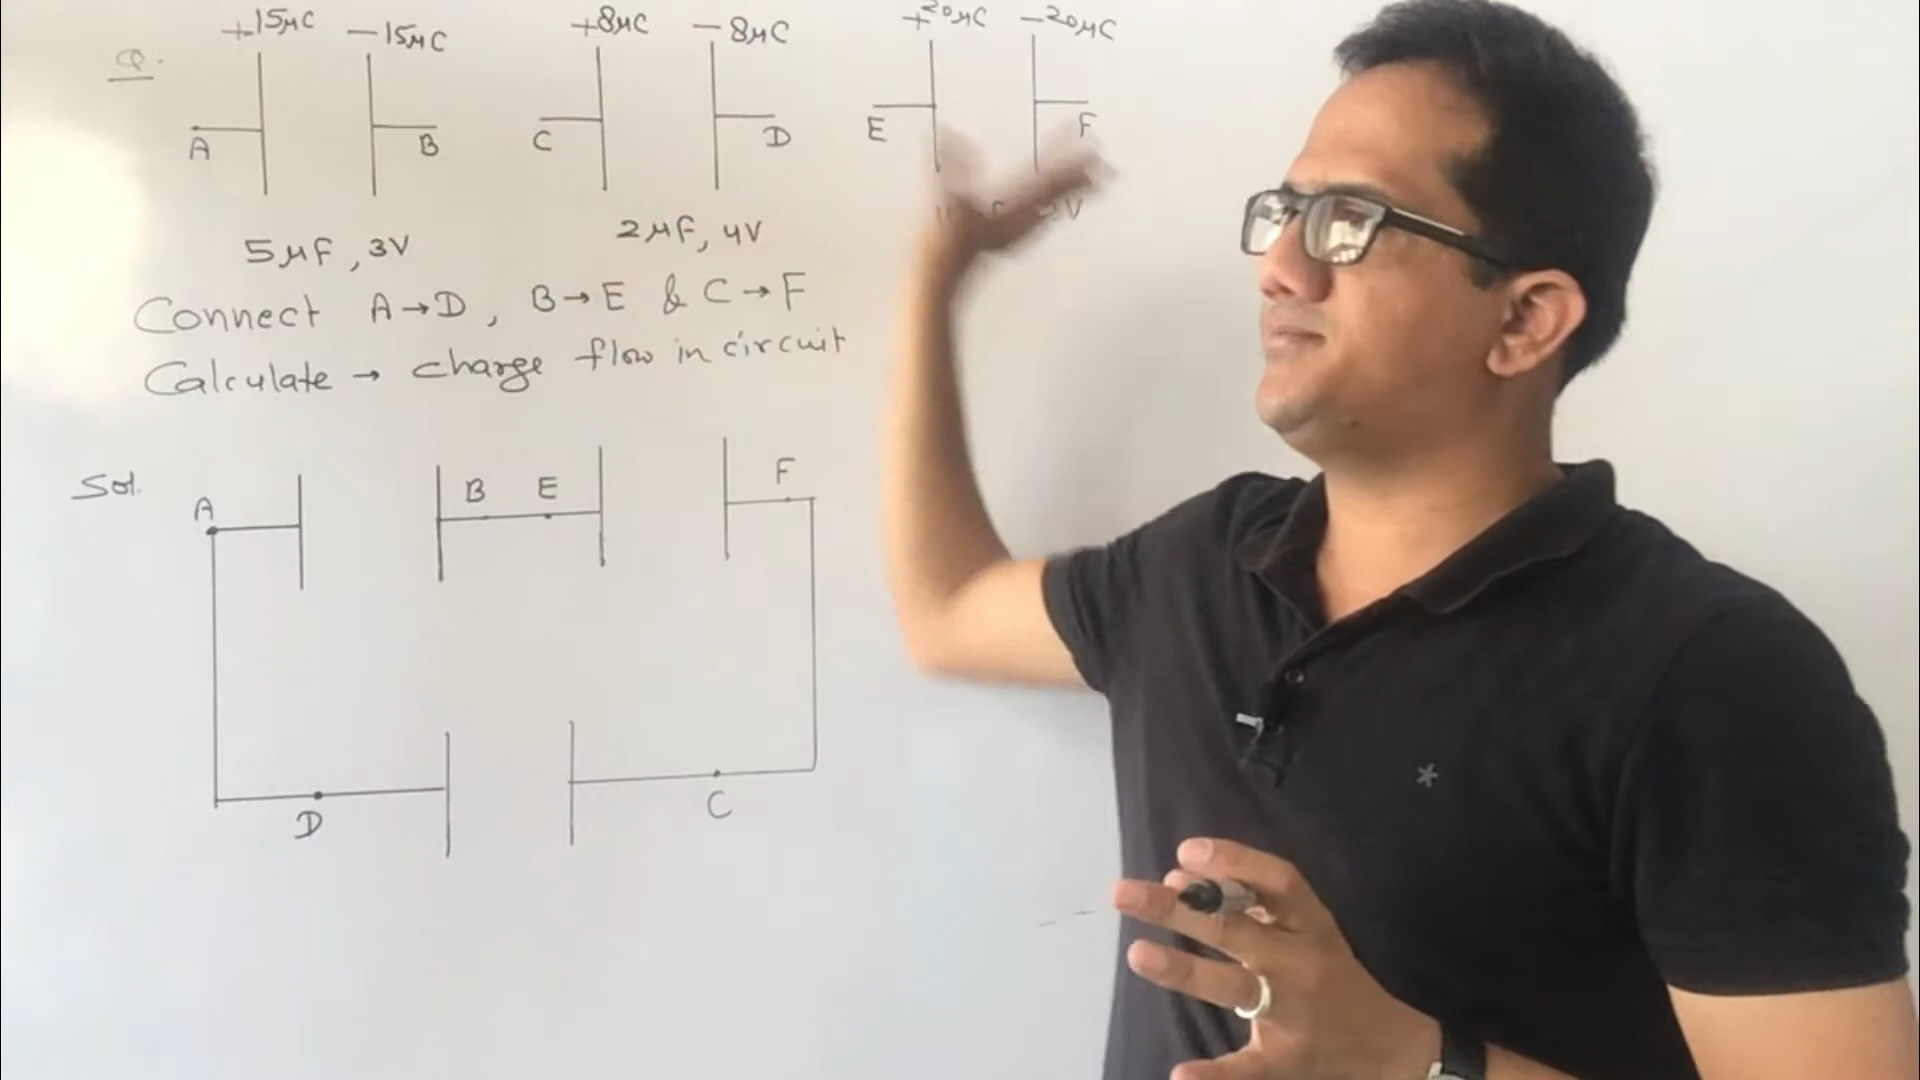 Q.
+15μC -15μC +8μC -8μC +20μC -20μC
A B C D E F
5μF, 3V 2μF, 4V V
Connect A→D, B→E & C→F
Calculate → charge flow in circuit
Sol.
A B E F
D C